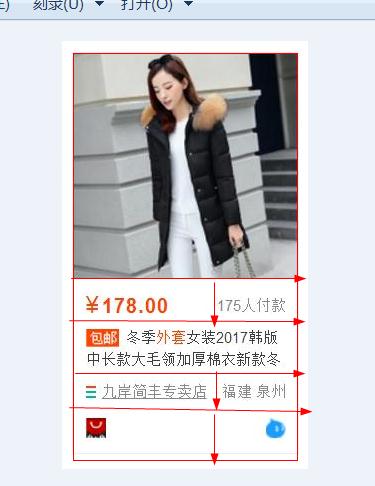 刻录(U) 打开(O)
¥178.00 175人付款
包邮 冬季外套女装2017韩版
中长款大毛领加厚棉衣新款冬
九岸简丰专卖店 福建 泉州